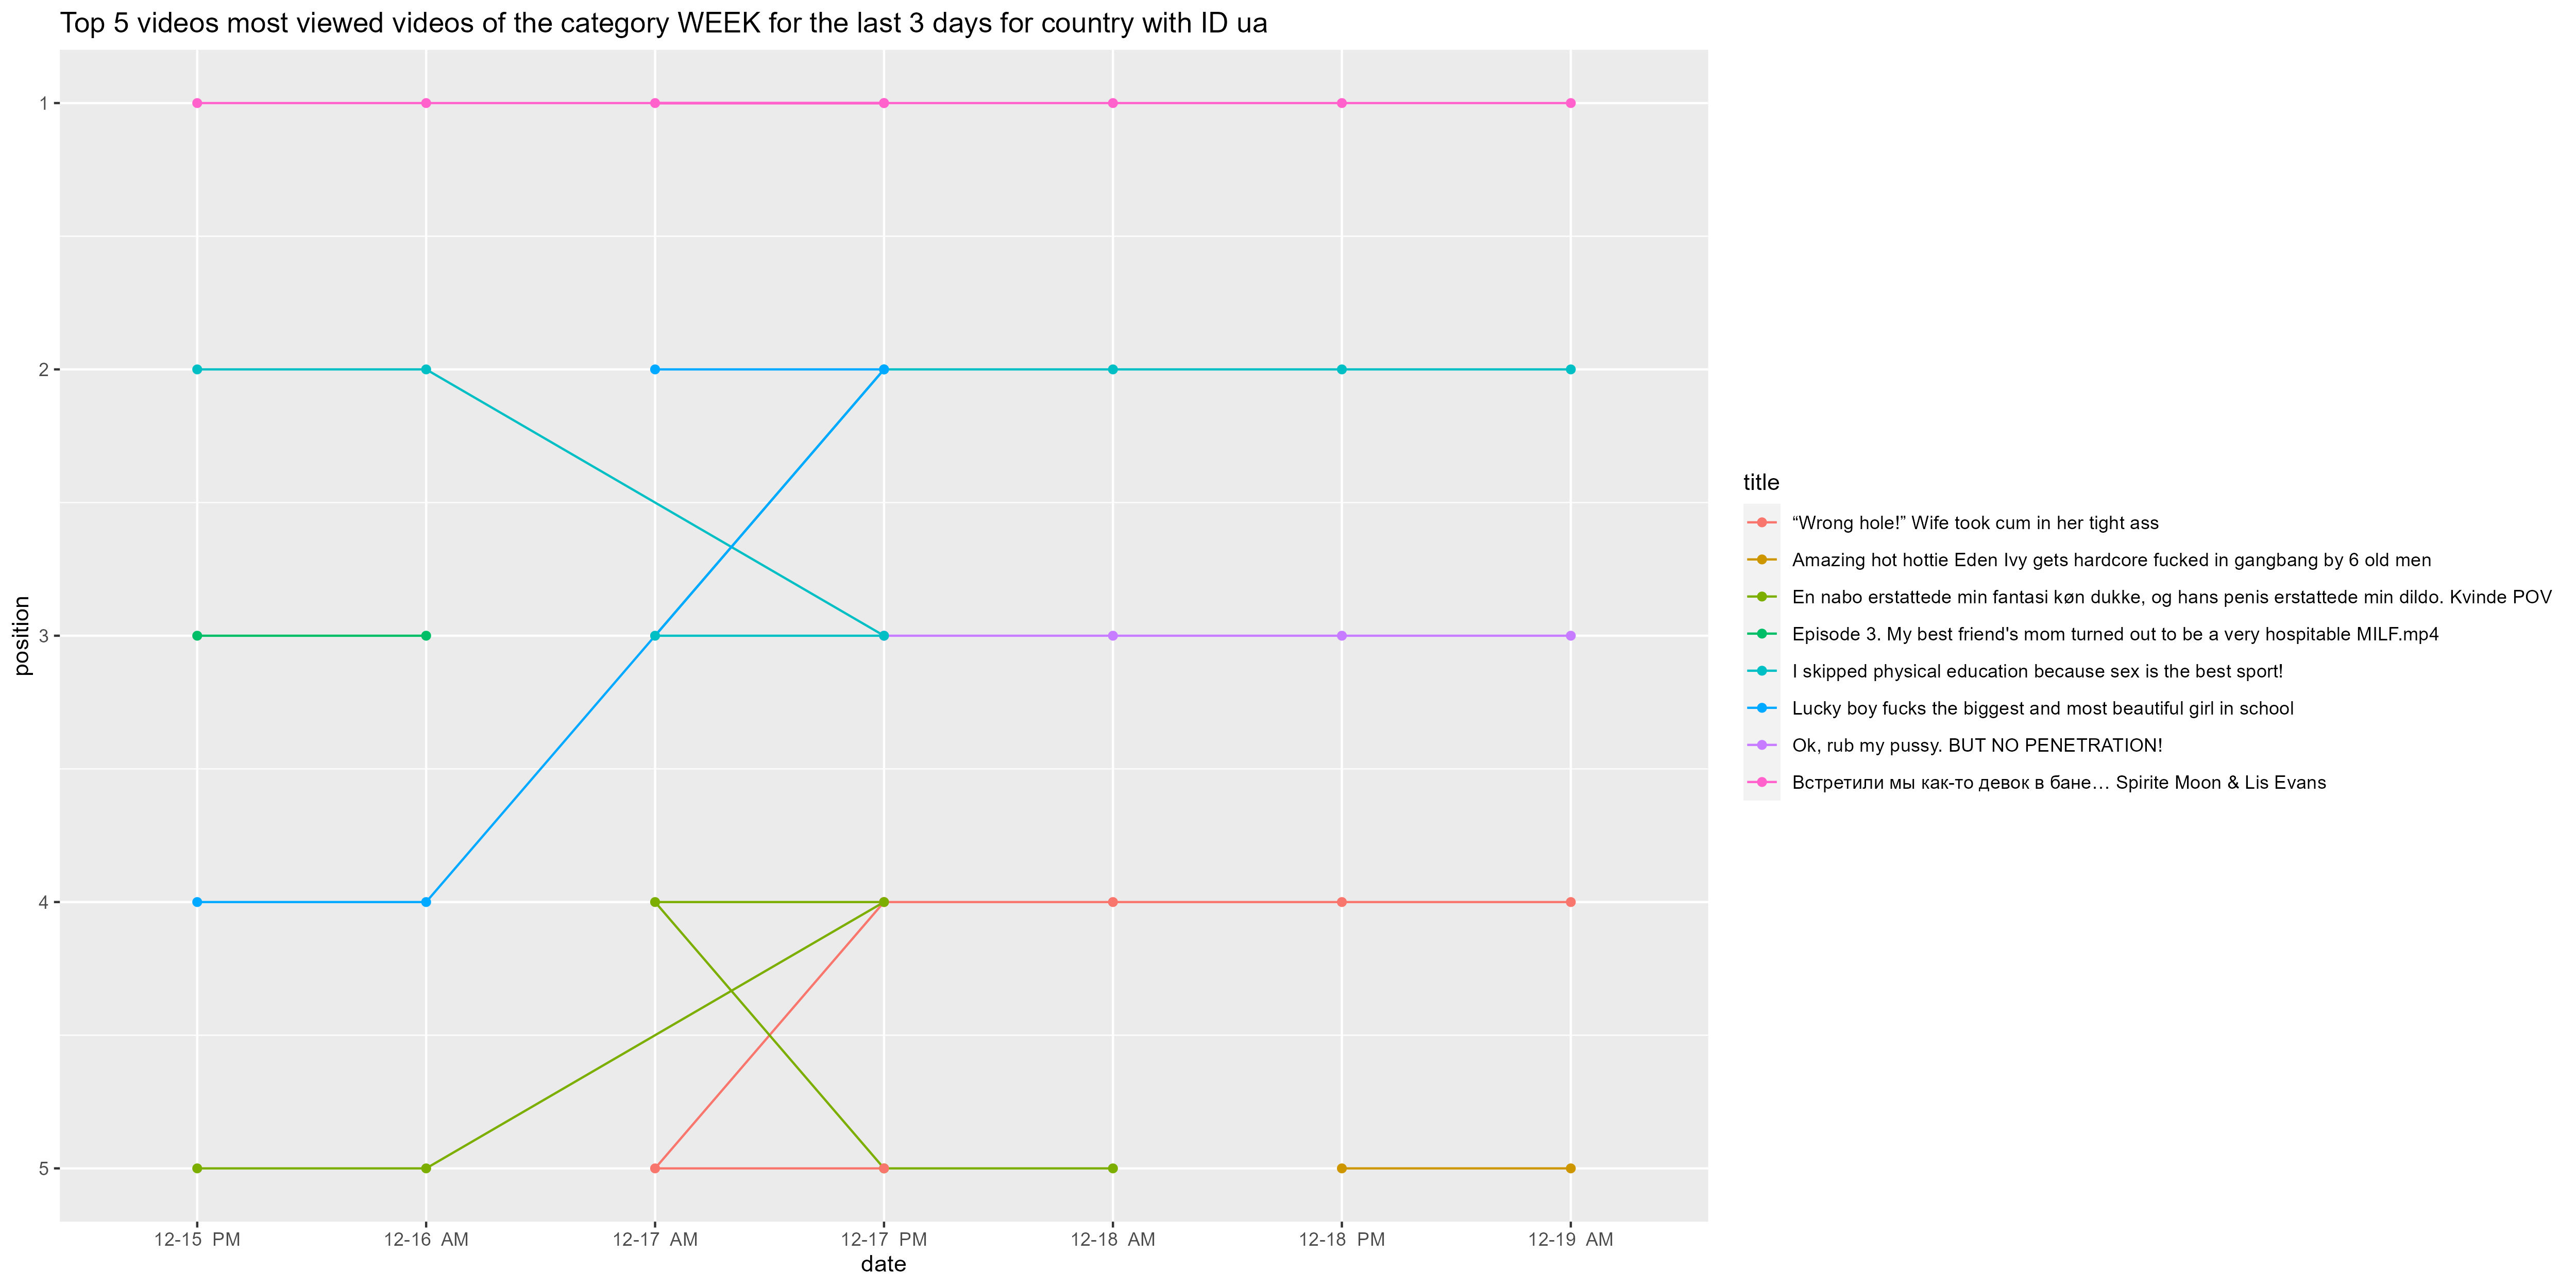 Top 5 videos most viewed videos of the category WEEK for the last 3 days for country with ID ua
position
1
2
3
4
5
12-15 PM
12-16 AM
12-17 AM
12-17 PM
12-18 AM
12-18 PM
12-19 AM
date
title
“Wrong hole!” Wife took cum in her tight ass
Amazing hot hottie Eden Ivy gets hardcore fucked in gangbang by 6 old men
En nabo erstattede min fantasi køn dukke, og hans penis erstattede min dildo. Kvinde POV
Episode 3. My best friend's mom turned out to be a very hospitable MILF.mp4
I skipped physical education because sex is the best sport!
Lucky boy fucks the biggest and most beautiful girl in school
Ok, rub my pussy. BUT NO PENETRATION!
Встретили мы как-то девок в бане… Spirite Moon & Lis Evans